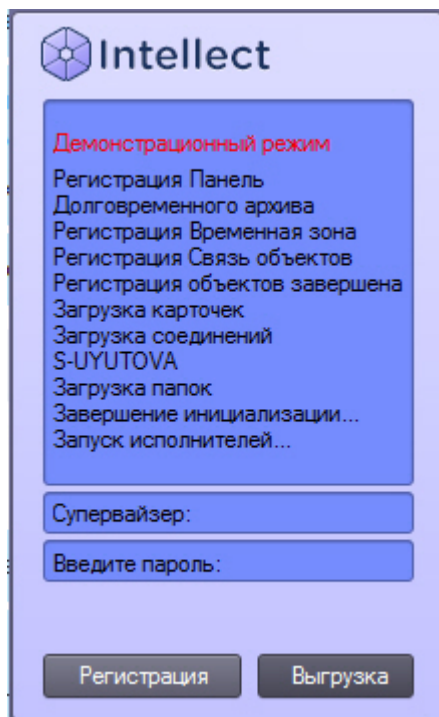 Intellect
Демонстрационный режим
Регистрация Панель
Долговременного архива
Регистрация Временная зона
Регистрация Связь объектов
Регистрация объектов завершена
Загрузка карточек
Загрузка соединений
S-UYUTOVA
Загрузка папок
Завершение инициализации...
Запуск исполнителей...
Супервайзер:
Введите пароль:
Регистрация
Выгрузка